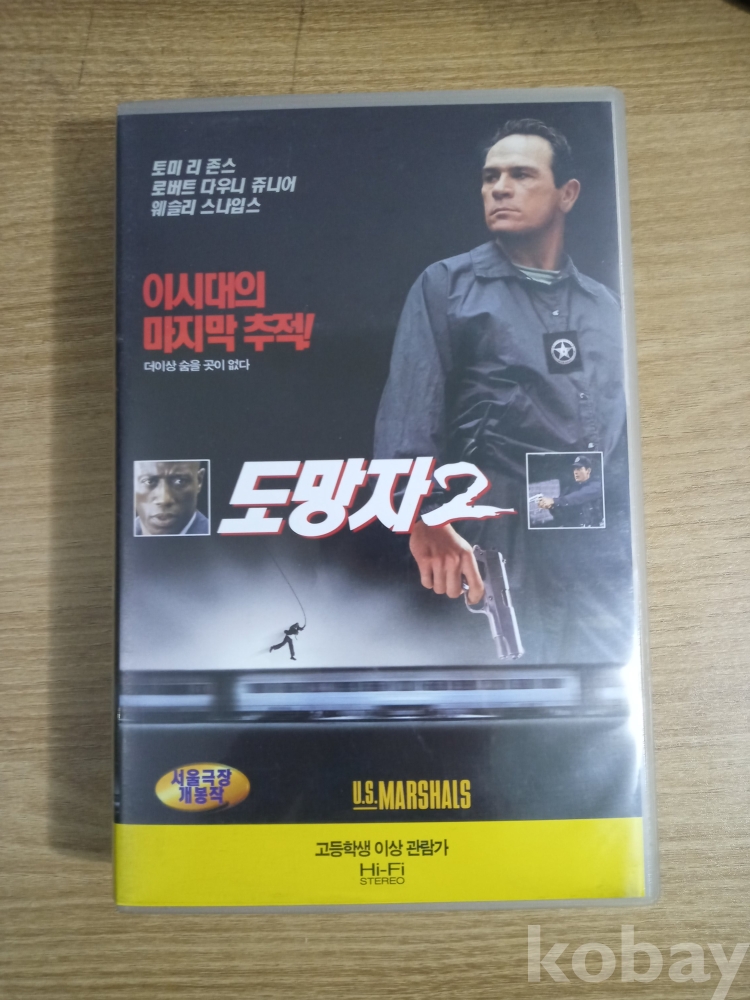 토미 리 존스
로버트 다우니 쥬니어
웨슬리 스나입스
이시대의
마지막 추적!
더이상 숨을 곳이 없다
도망자2
서울극장
개봉작
U.S. MARSHALS
고등학생 이상 관람가
Hi-Fi
STEREO
kobay